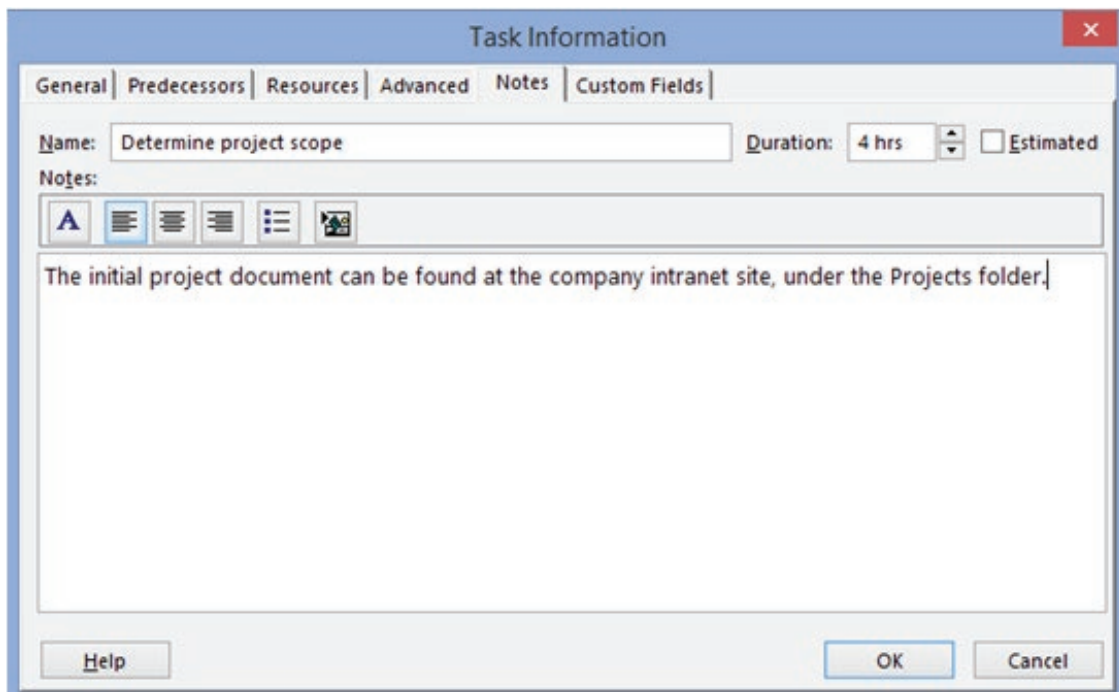 Task Information
General Predecessors Resources Advanced Notes Custom Fields
Name: Determine project scope Duration: 4 hrs Estimated
Notes:
A
The initial project document can be found at the company intranet site, under the Projects folder.
Help OK Cancel